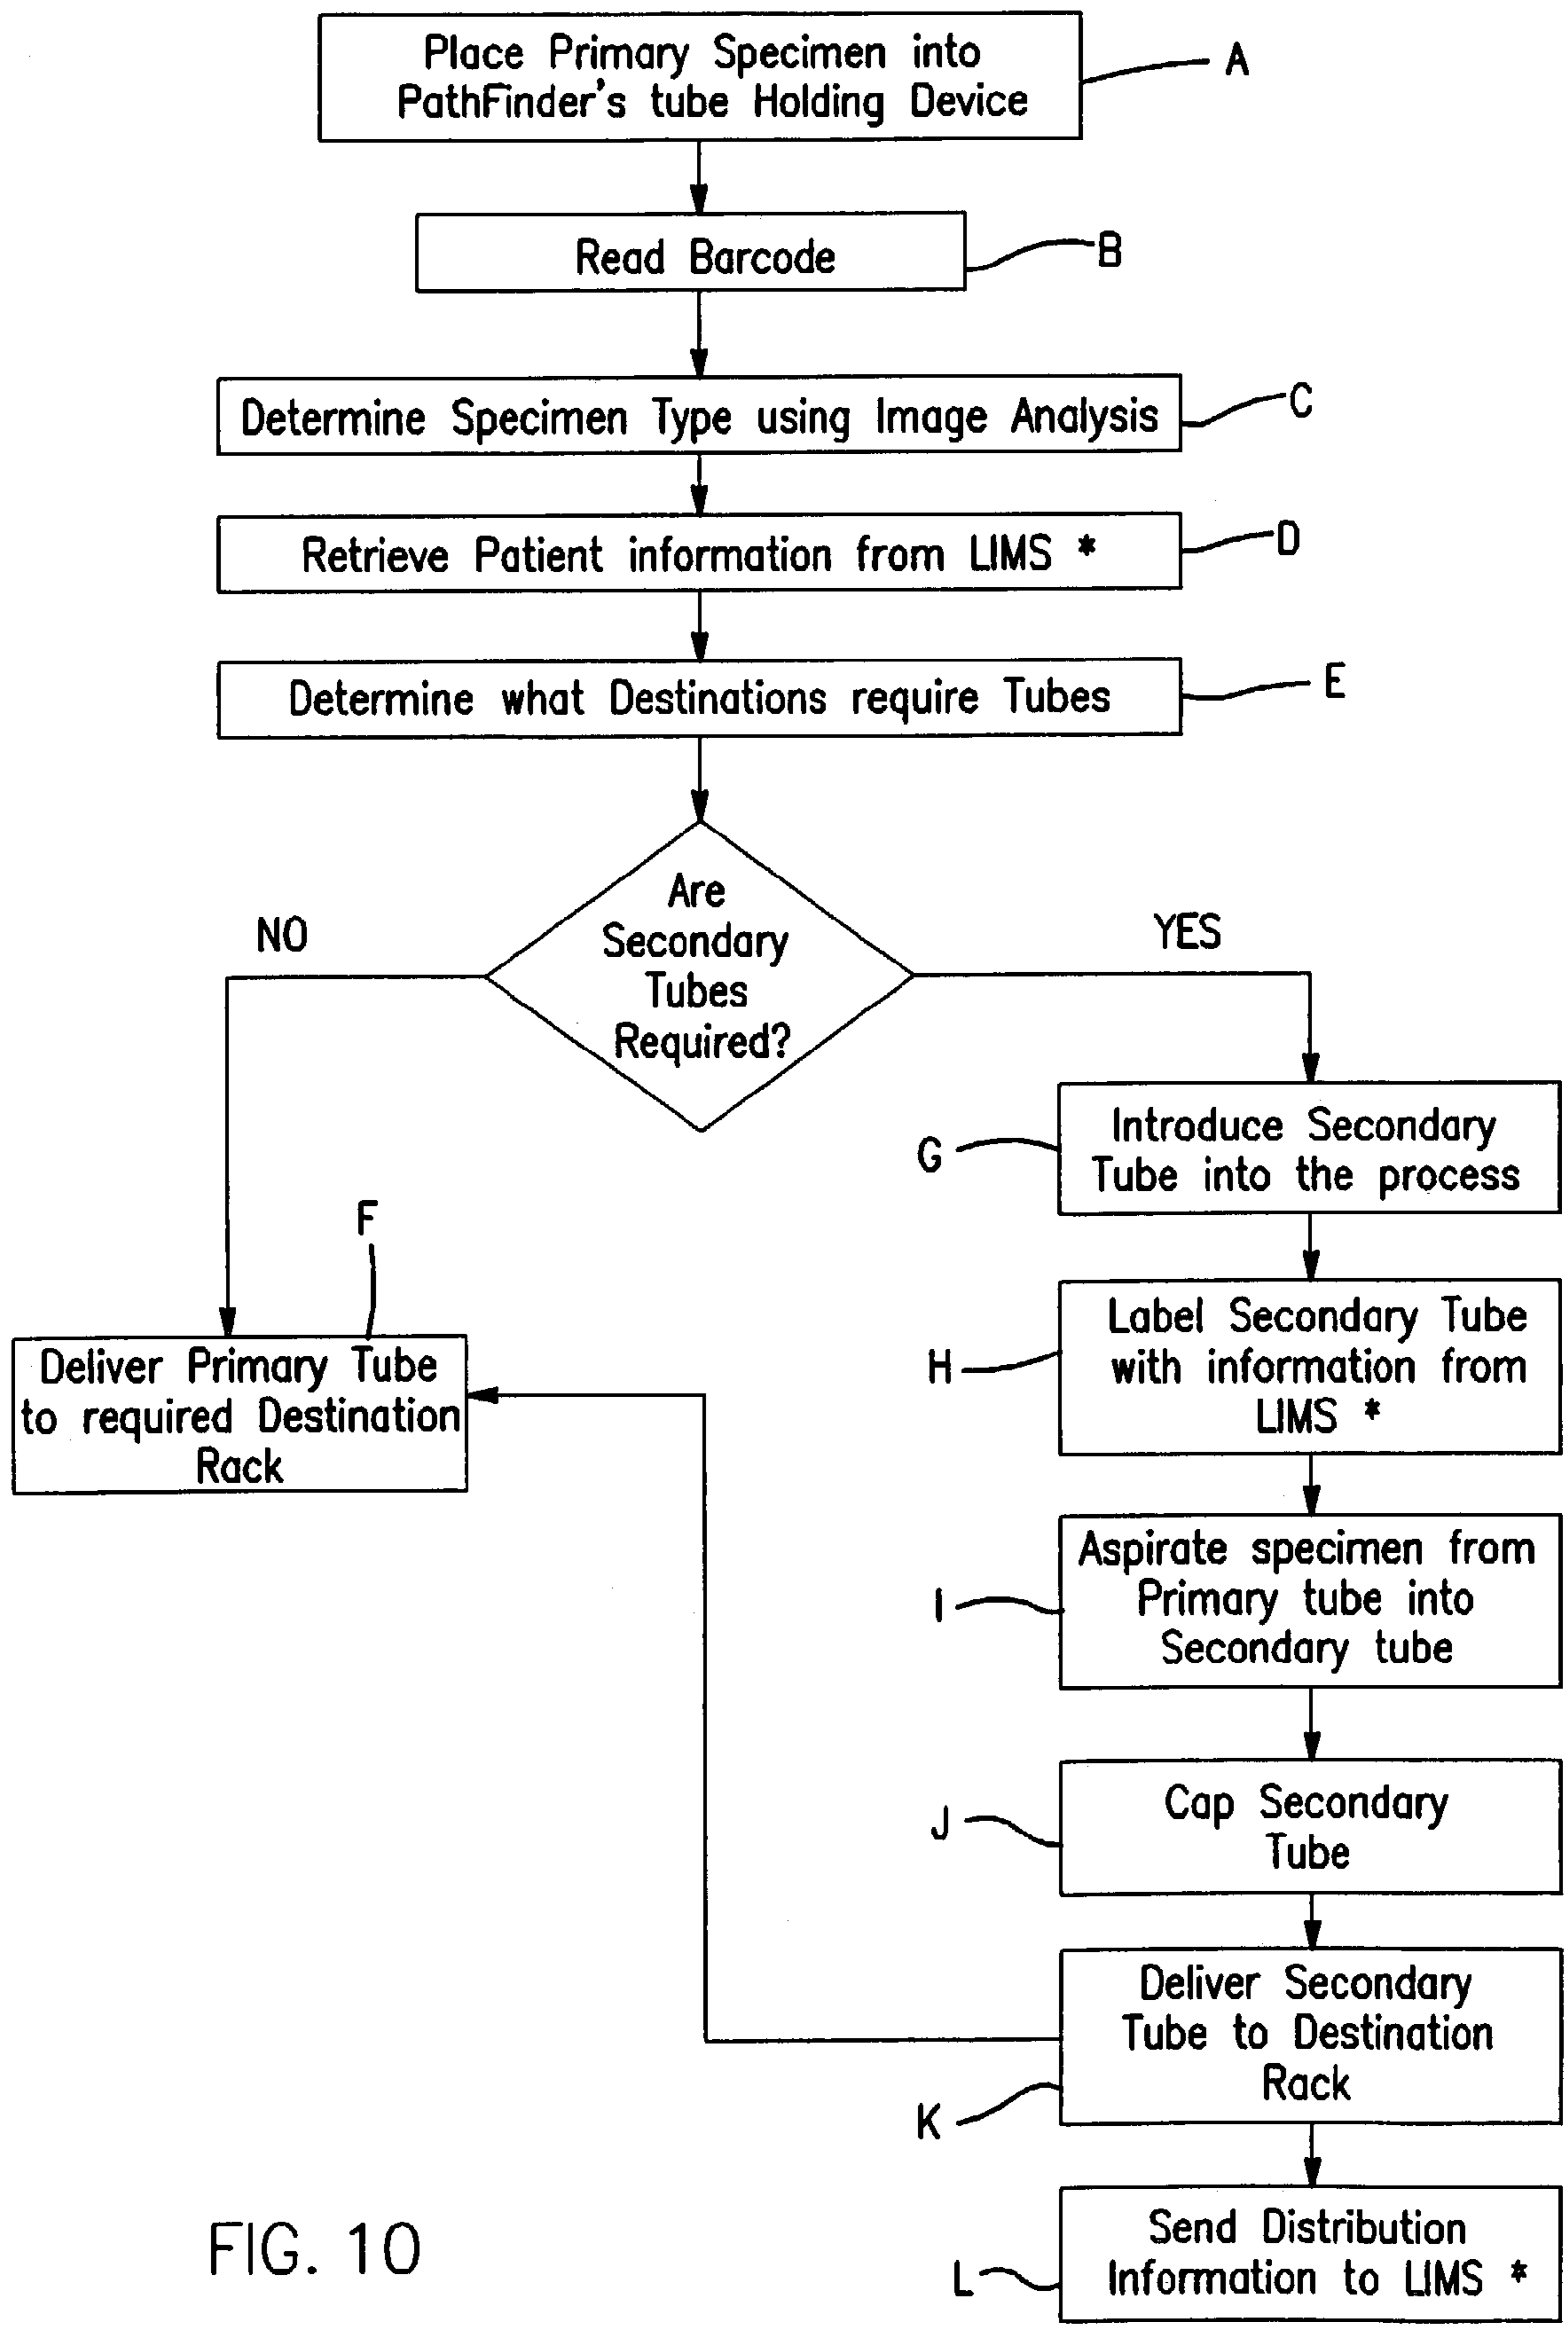 Place Primary Specimen into
PathFinder's tube Holding Device
A
Read Barcode
B
Determine Specimen Type using Image Analysis
C
Retrieve Patient information from LIMS *
D
Determine what Destinations require Tubes
E
Are
Secondary
Tubes
Required?
NO
YES
F
Deliver Primary Tube
to required Destination
Rack
G
Introduce Secondary
Tube into the process
H
Label Secondary Tube
with information from
LIMS *
I
Aspirate specimen from
Primary tube into
Secondary tube
J
Cap Secondary
Tube
K
Deliver Secondary
Tube to Destination
Rack
L
Send Distribution
Information to LIMS *
FIG. 10